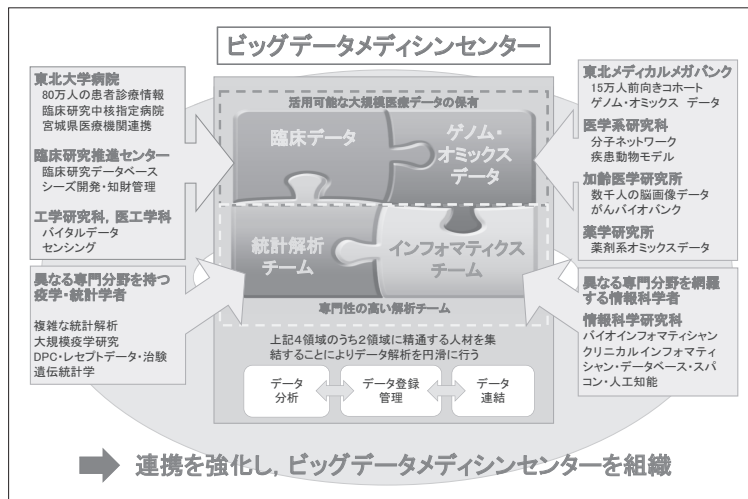 ビッグデータメディシンセンター
東北大学病院
80万人の患者診療情報
臨床研究中核指定病院
宮城県医療機関連携
臨床研究推進センター
臨床研究データベース
シーズ開発・知財管理
工学研究科，医工学科
バイタルデータ
センシング
異なる専門分野を持つ
疫学・統計学者
複雑な統計解析
大規模疫学研究
DPC・レセプトデータ・治験
遺伝統計学
活用可能な大規模医療データの保有
臨床データ
ゲノム・
オミックス
データ
統計解析
チーム
インフォマティクス
チーム
専門性の高い解析チーム
上記4領域のうち2領域に精通する人材を集
結することによりデータ解析を円滑に行う
データ
分析
データ登録
管理
データ
連結
東北メディカルメガバンク
15万人前向きコホート
ゲノム・オミックス データ
医学系研究科
分子ネットワーク
疾患動物モデル
加齢医学研究所
数千人の脳画像データ
がんバイオバンク
薬学研究所
薬剤系オミックスデータ
異なる専門分野を網羅
する情報科学者
情報科学研究科
バイオインフォマティシャン
クリニカルインフォマティ
シャン・データベース・スパ
コン・人工知能
連携を強化し，ビッグデータメディシンセンターを組織